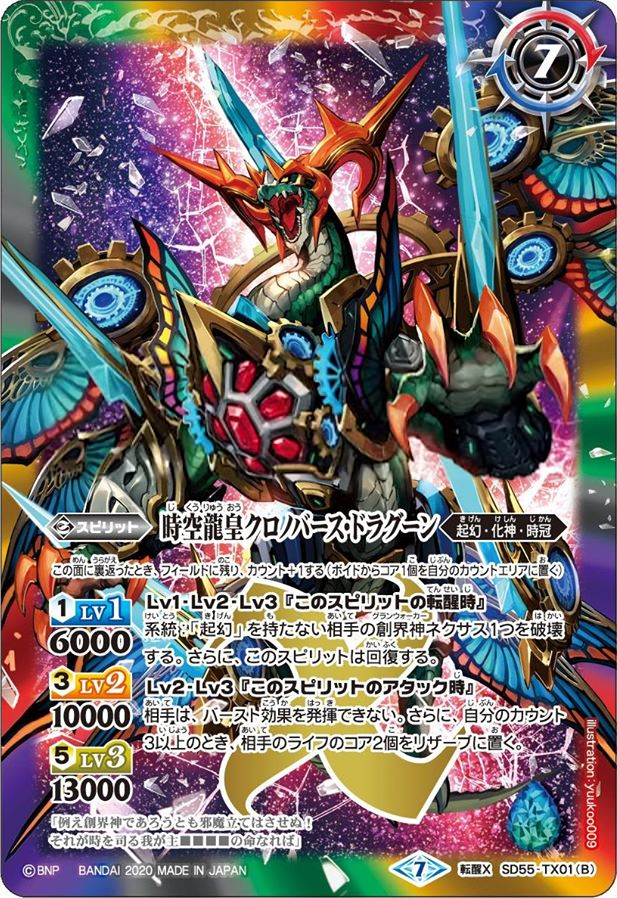 7
スピリット
時空龍皇クロノバース・ドラグーン
起幻・化神・時冠
この面に裏返ったとき、フィールドに残り、カウント+1する(ボイドからコア1個を自分のカウントエリアに置く)
1 LV1 6000
Lv1・Lv2・Lv3『このスピリットの転醒時』
系統:「起幻」を持たない相手の創界神ネクサス1つを破壊
する。さらに、このスピリットは回復する。
3 LV2 10000
Lv2・Lv3『このスピリットのアタック時』
相手は、バースト効果を発揮できない。さらに、自分のカウント
3以上のとき、相手のライフのコア2個をリザーブに置く。
5 LV3 13000
「例え創界神であろうとも邪魔立てはさせぬ!
それが時を司る我が主■■■■の命なれば」
illustration:yukoo009
©BNP BANDAI 2020 MADE IN JAPAN
7
転醒X SD55-TX01(B)